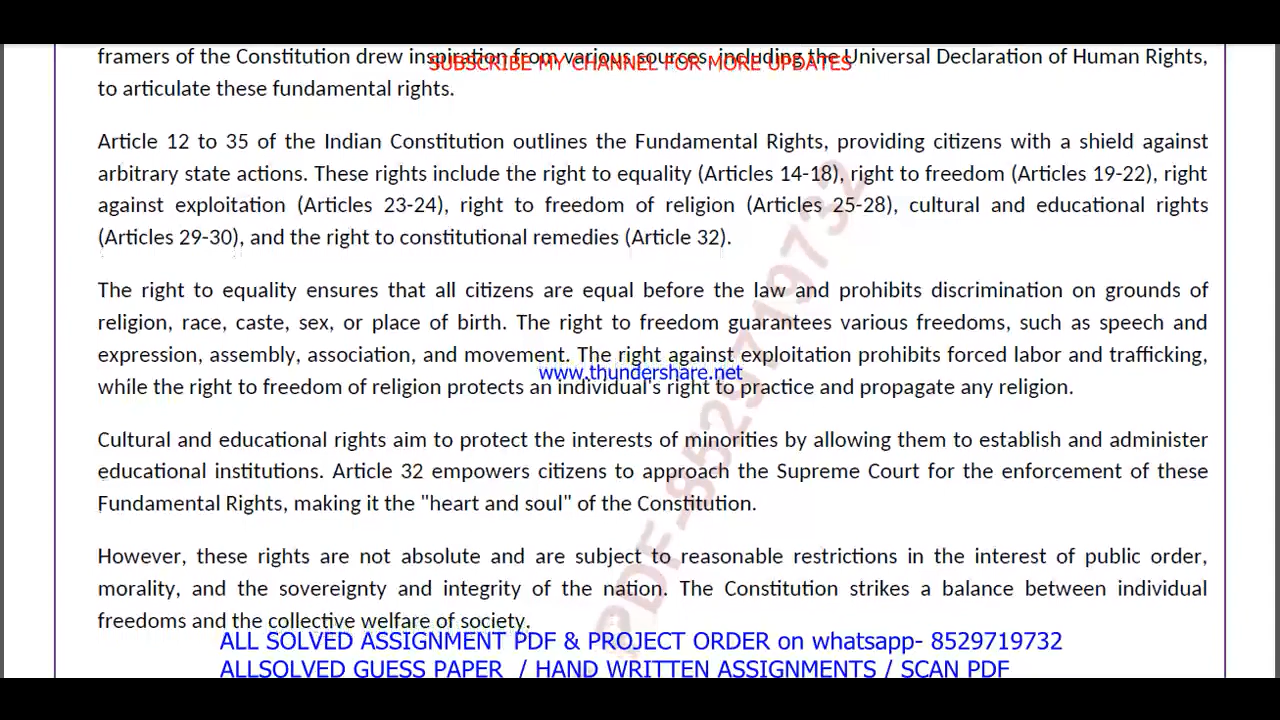 framers of the Constitution drew inspiration from various sources, including the Universal Declaration of Human Rights,
SUBSCRIBE MY CHANNEL FOR MORE UPDATES
to articulate these fundamental rights.
Article 12 to 35 of the Indian Constitution outlines the Fundamental Rights, providing citizens with a shield against
arbitrary state actions. These rights include the right to equality (Articles 14-18), right to freedom (Articles 19-22), right
against exploitation (Articles 23-24), right to freedom of religion (Articles 25-28), cultural and educational rights
(Articles 29-30), and the right to constitutional remedies (Article 32).
The right to equality ensures that all citizens are equal before the law and prohibits discrimination on grounds of
religion, race, caste, sex, or place of birth. The right to freedom guarantees various freedoms, such as speech and
expression, assembly, association, and movement. The right against exploitation prohibits forced labor and trafficking,
www.thundershare.net
while the right to freedom of religion protects an individual's right to practice and propagate any religion.
Cultural and educational rights aim to protect the interests of minorities by allowing them to establish and administer
educational institutions. Article 32 empowers citizens to approach the Supreme Court for the enforcement of these
Fundamental Rights, making it the "heart and soul" of the Constitution.
However, these rights are not absolute and are subject to reasonable restrictions in the interest of public order,
morality, and the sovereignty and integrity of the nation. The Constitution strikes a balance between individual
freedoms and the collective welfare of society.
PDF-8529719732
ALL SOLVED ASSIGNMENT PDF & PROJECT ORDER on whatsapp- 8529719732
ALLSOLVED GUESS PAPER / HAND WRITTEN ASSIGNMENTS / SCAN PDF